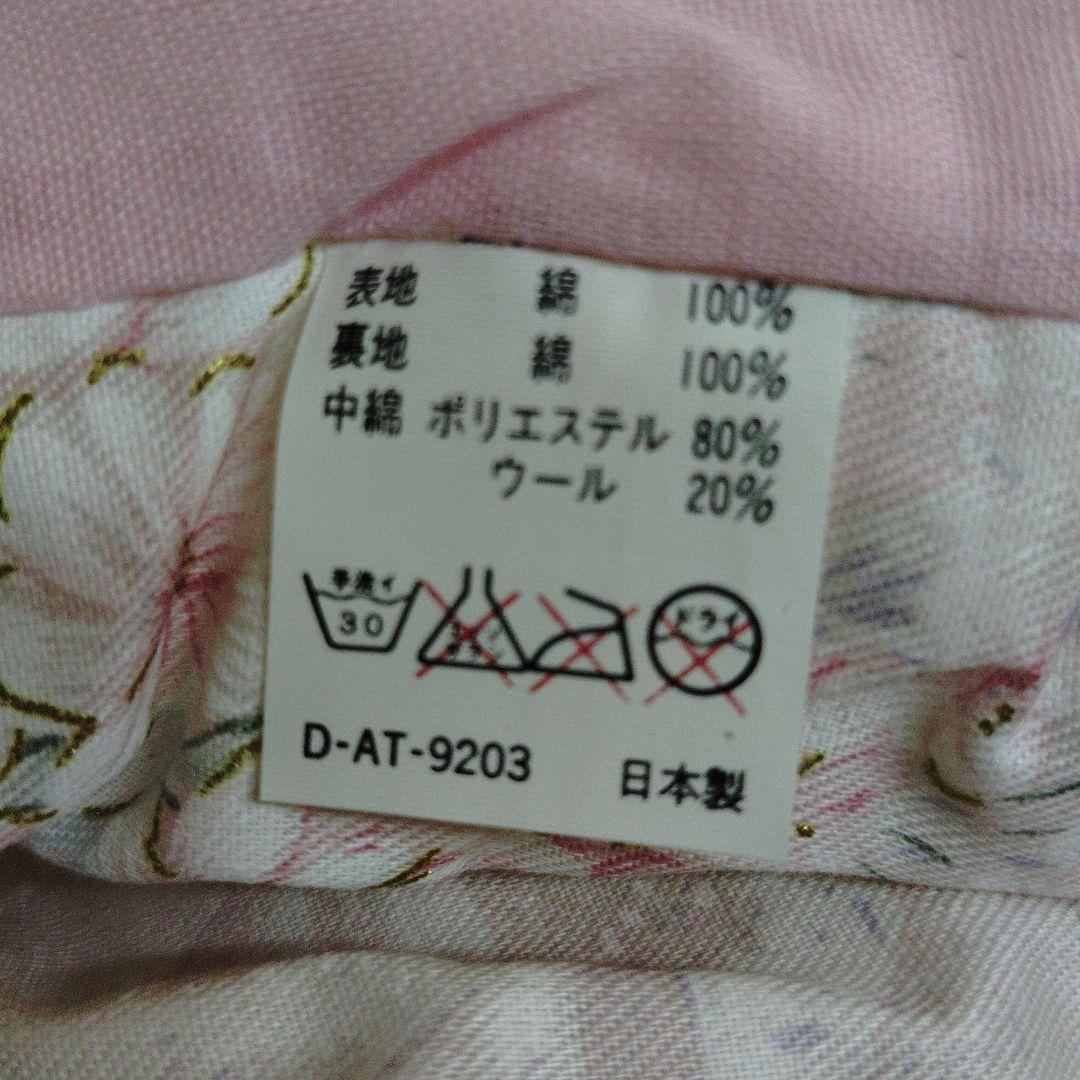 表地 綿 100%
裏地 綿 100%
中綿 ポリエステル 80%
ウール 20%
手洗イ
30
ドライ
D-AT-9203 日本製